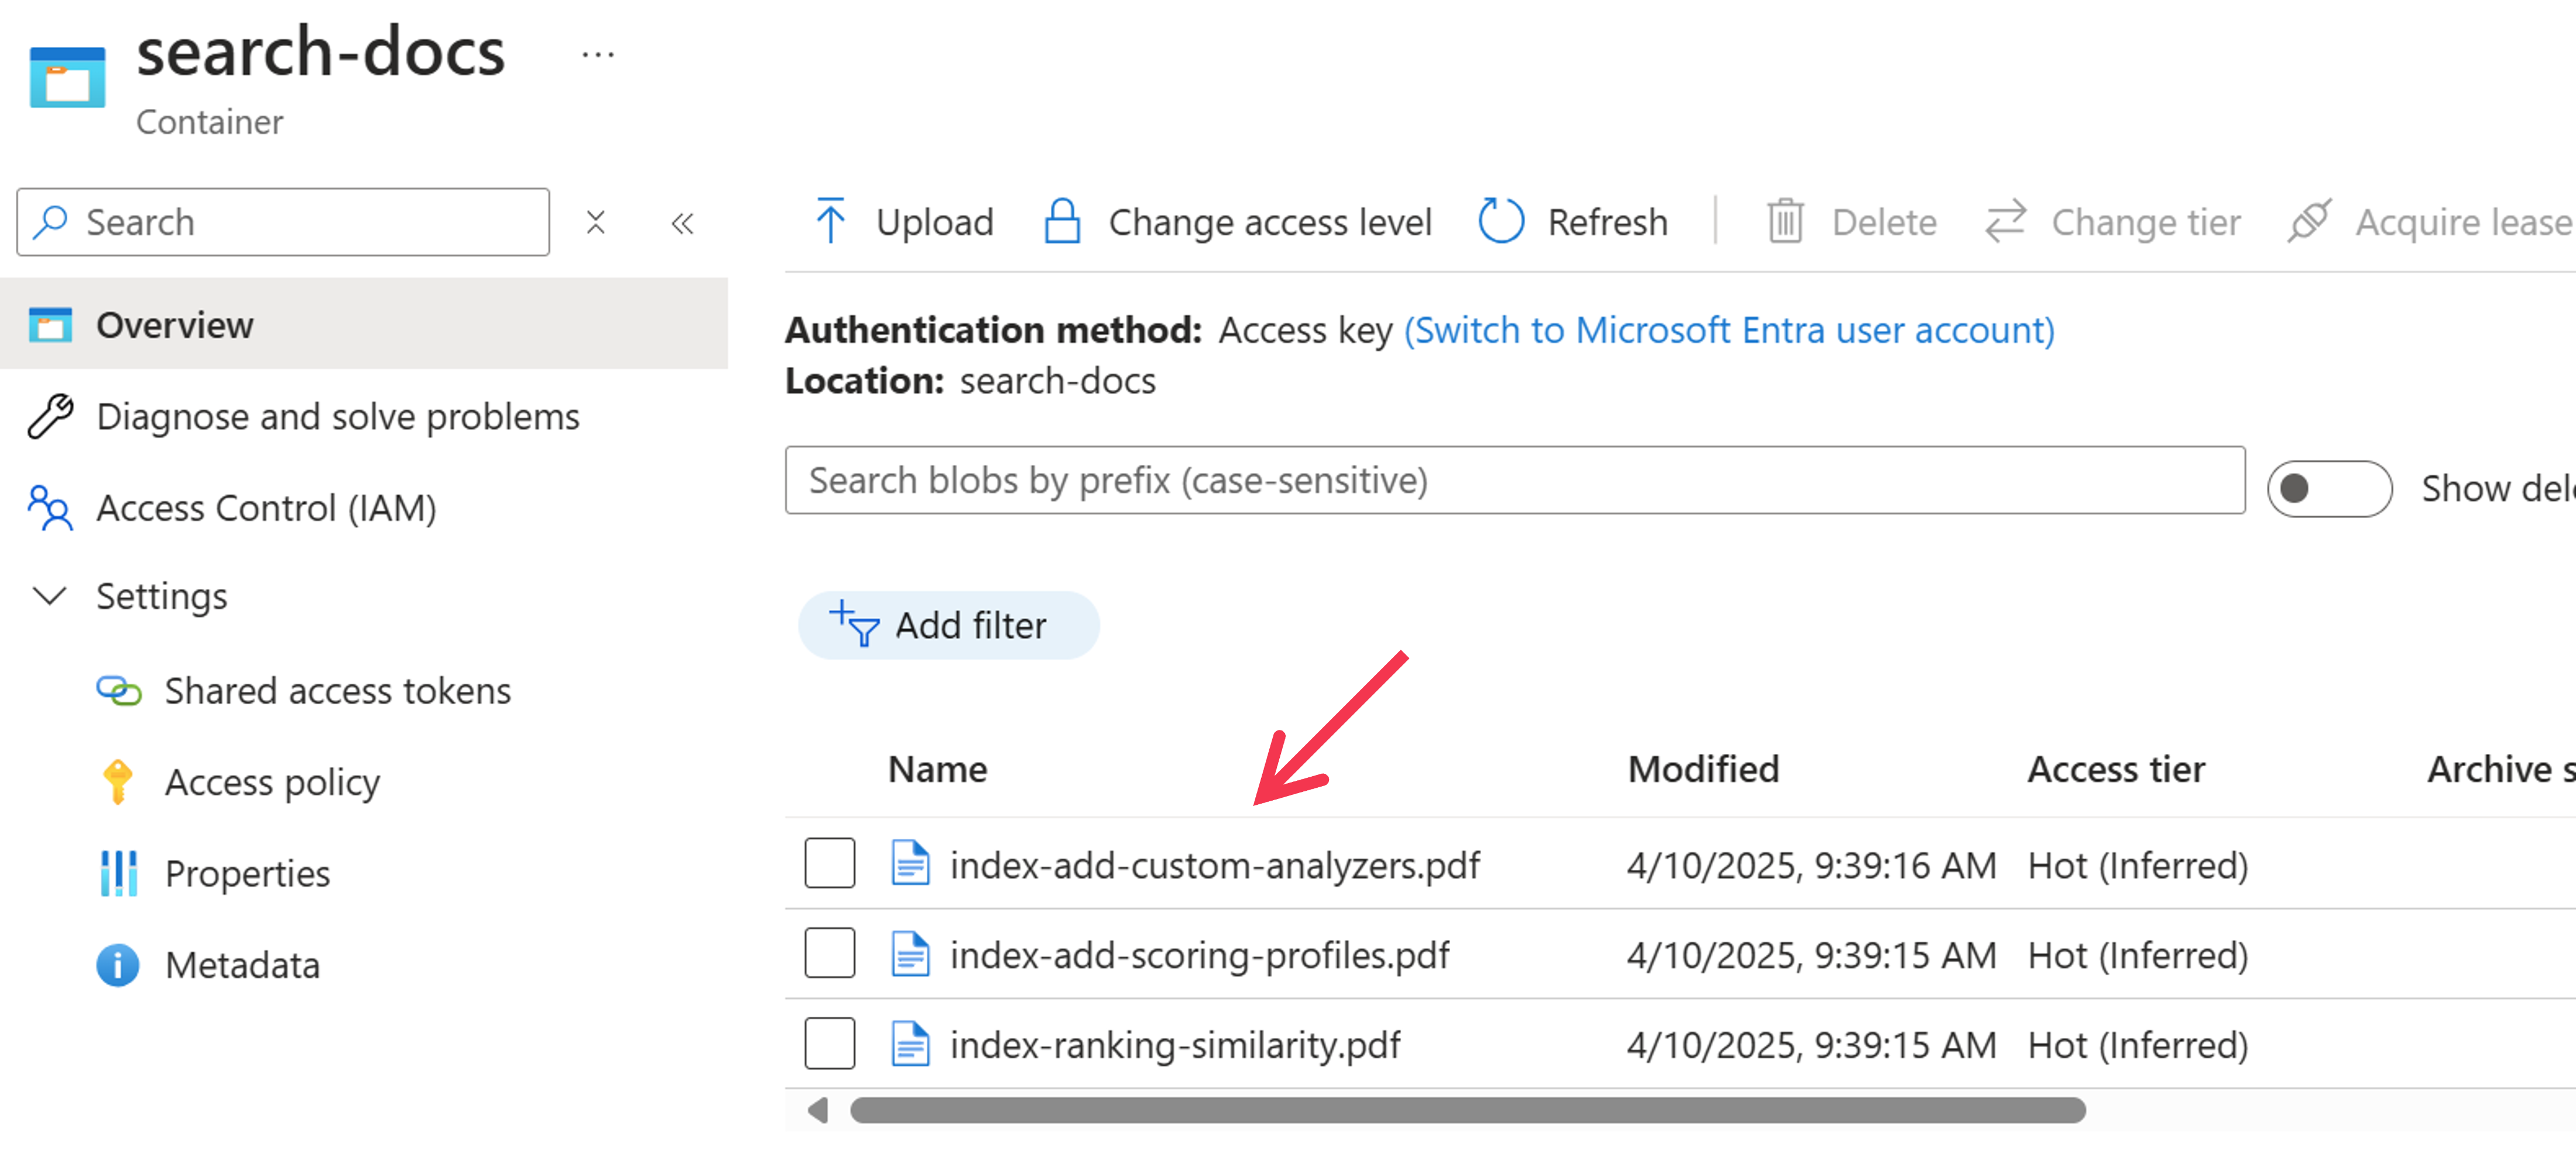 search-docs ...
Container
Search
Upload Change access level Refresh Delete Change tier Acquire lease
Overview
Diagnose and solve problems
Access Control (IAM)
Settings
Shared access tokens
Access policy
Properties
Metadata
Authentication method: Access key (Switch to Microsoft Entra user account)
Location: search-docs
Search blobs by prefix (case-sensitive)
Show
Add filter
Name Modified Access tier Archive
index-add-custom-analyzers.pdf 4/10/2025, 9:39:16 AM Hot (Inferred)
index-add-scoring-profiles.pdf 4/10/2025, 9:39:15 AM Hot (Inferred)
index-ranking-similarity.pdf 4/10/2025, 9:39:15 AM Hot (Inferred)